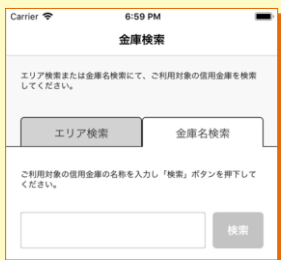 Carrier 6:59 PM
金庫検索
エリア検索または金庫名検索にて、ご利用対象の信用金庫を検索
してください。
エリア検索 金庫名検索
ご利用対象の信用金庫の名称を入力し「検索」ボタンを押下して
ください。
検索